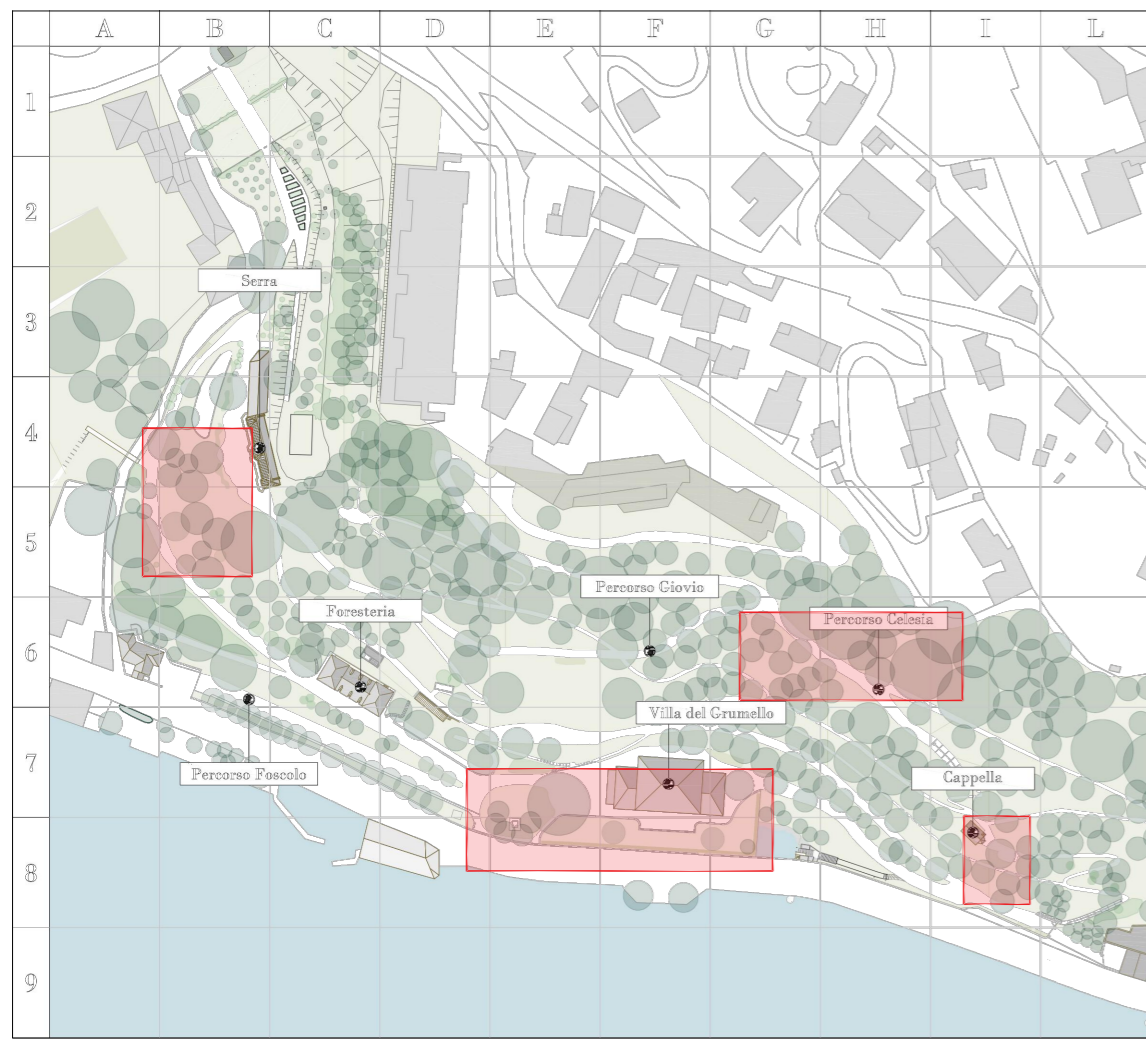 A B C D E F G H I L
1
2
Serra
3
4
5
Percorso Giovio
Foresteria
Percorso Celesia
6
Villa del Grumello
7
Percorso Foscolo
Cappella
8
9